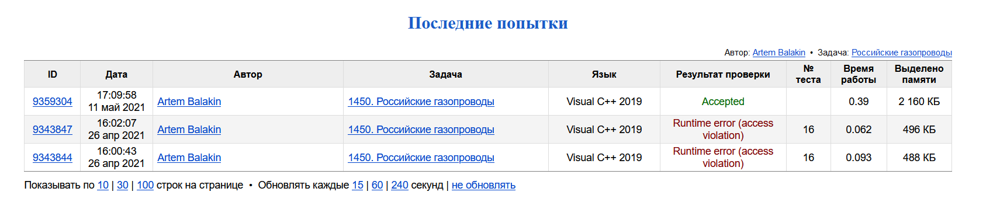 Последние попытки
Автор: Artem Balakin • Задача: Российские газопроводы
ID Дата Автор Задача Язык Результат проверки № теста Время работы Выделено памяти
9359304 17:09:58 11 май 2021 Artem Balakin 1450. Российские газопроводы Visual C++ 2019 Accepted 0.39 2 160 КБ
9343847 16:02:07 26 апр 2021 Artem Balakin 1450. Российские газопроводы Visual C++ 2019 Runtime error (access violation) 16 0.062 496 КБ
9343844 16:00:43 26 апр 2021 Artem Balakin 1450. Российские газопроводы Visual C++ 2019 Runtime error (access violation) 16 0.093 488 КБ
Показывать по 10 | 30 | 100 строк на странице • Обновлять каждые 15 | 60 | 240 секунд | не обновлять